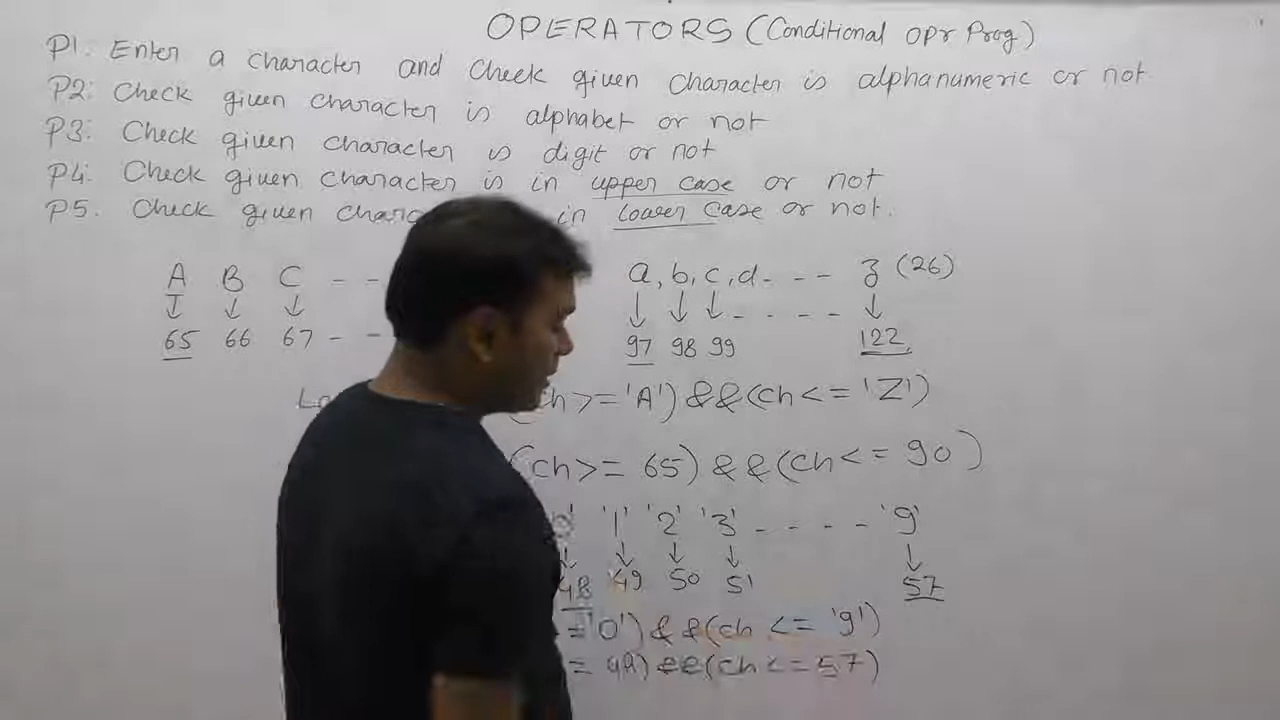 OPERATORS (Conditional opr Prog)
P1. Enter a character and check given character is alphanumeric or not
P2: Check given character is alphabet or not
P3: Check given character is digit or not
P4: Check given character is in upper case or not
P5. Check given charac in lower case or not.
A B C - - a, b, c, d. - - - z (26)
↓ ↓ ↓ ↓ ↓ ↓ - - - - ↓
65 66 67 - - 97 98 99 122
(ch >= 'A') && (ch <= 'Z')
(ch >= 65) && (ch <= 90)
0' '1' '2' '3' - - - - '9'
↓ ↓ ↓ ↓ ↓
48 49 50 51 57
= '0') && (ch <= '9')
= 48) && (ch <= 57)